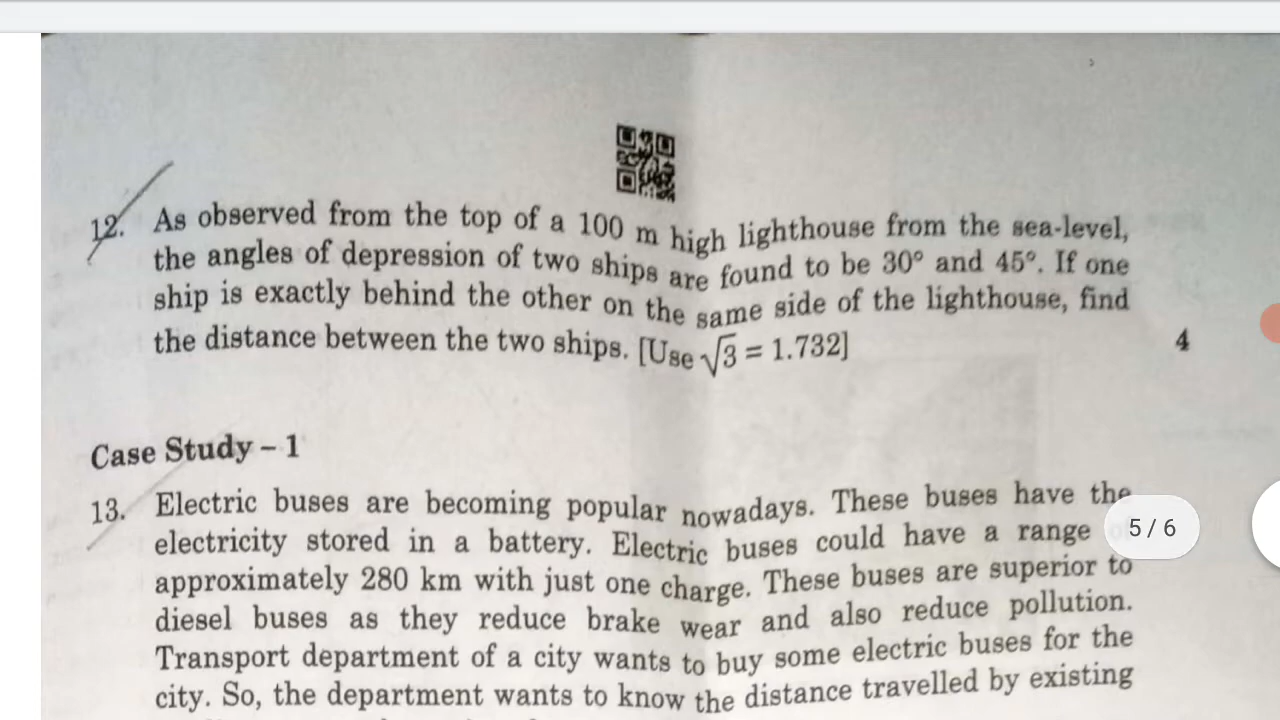 12. As observed from the top of a 100 m high lighthouse from the sea-level,
the angles of depression of two ships are found to be 30° and 45°. If one
ship is exactly behind the other on the same side of the lighthouse, find
the distance between the two ships. [Use √3 = 1.732]
4
Case Study – 1
13. Electric buses are becoming popular nowadays. These buses have the
electricity stored in a battery. Electric buses could have a range
5 / 6
approximately 280 km with just one charge. These buses are superior to
diesel buses as they reduce brake wear and also reduce pollution.
Transport department of a city wants to buy some electric buses for the
city. So, the department wants to know the distance travelled by existing